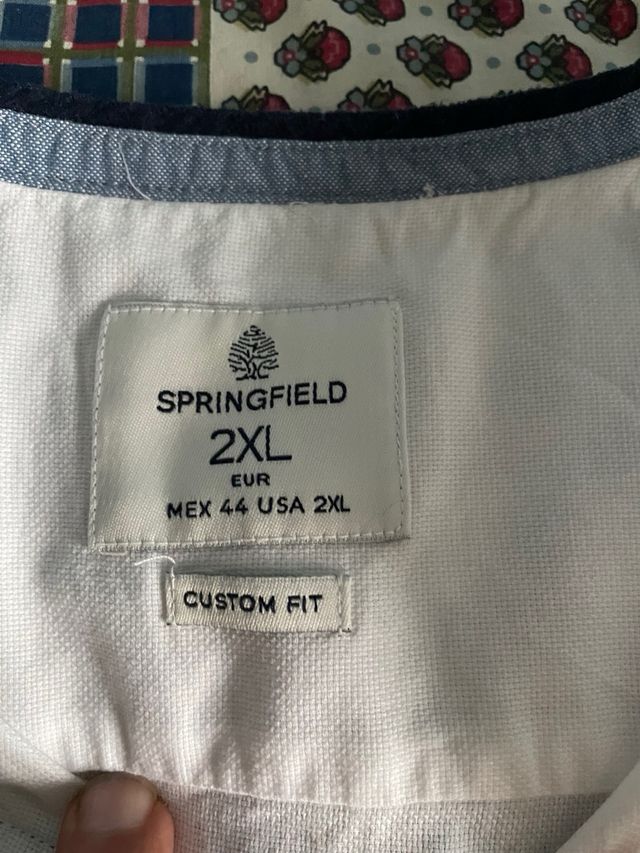 SPRINGFIELD
2XL
EUR
MEX 44 USA 2XL
CUSTOM FIT